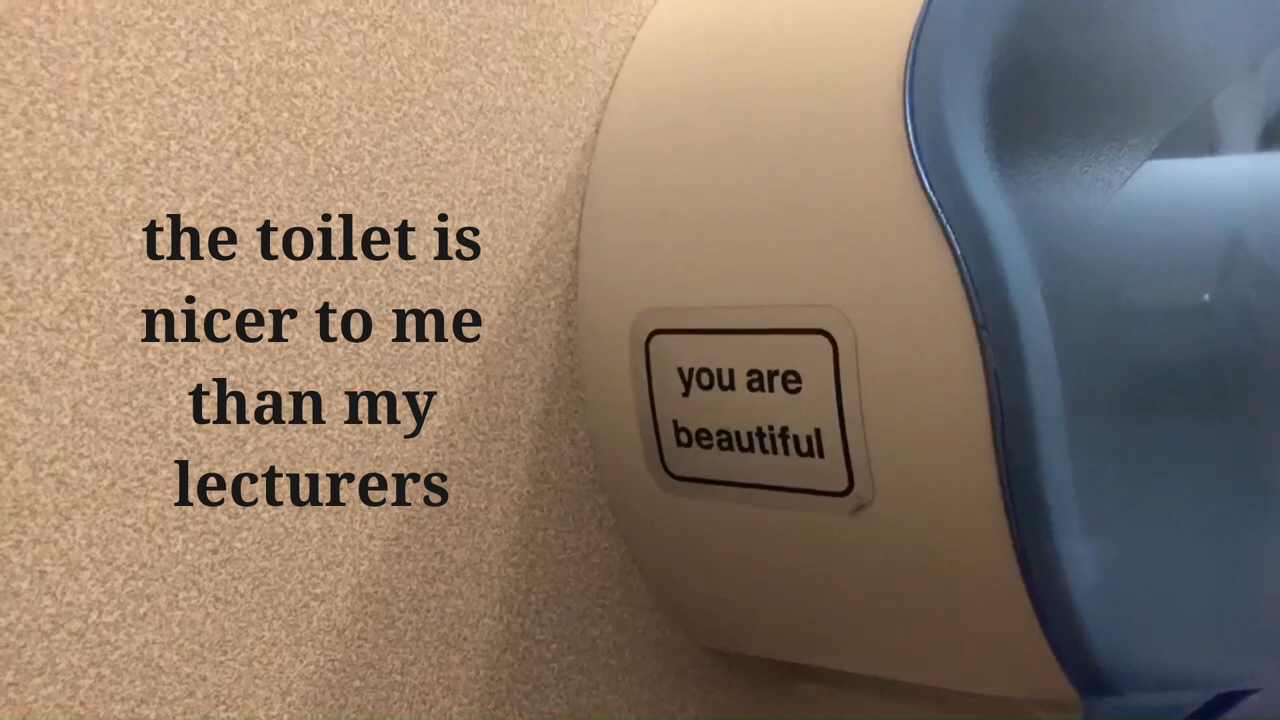 the toilet is
nicer to me
than my
lecturers
you are
beautiful